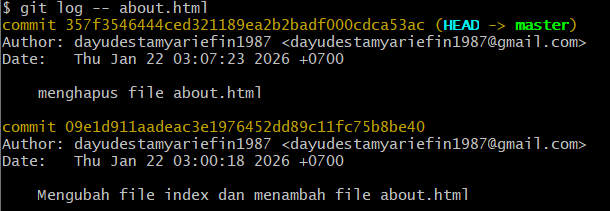 $ git log -- about.html
commit 357f3546444ced321189ea2b2badf000cdca53ac (HEAD -> master)
Author: dayudestamyariefin1987 <dayudestamyariefin1987@gmail.com>
Date:   Thu Jan 22 03:07:23 2026 +0700
    menghapus file about.html
commit 09e1d911aadeac3e1976452dd89c11fc75b8be40
Author: dayudestamyariefin1987 <dayudestamyariefin1987@gmail.com>
Date:   Thu Jan 22 03:00:18 2026 +0700
    Mengubah file index dan menambah file about.html